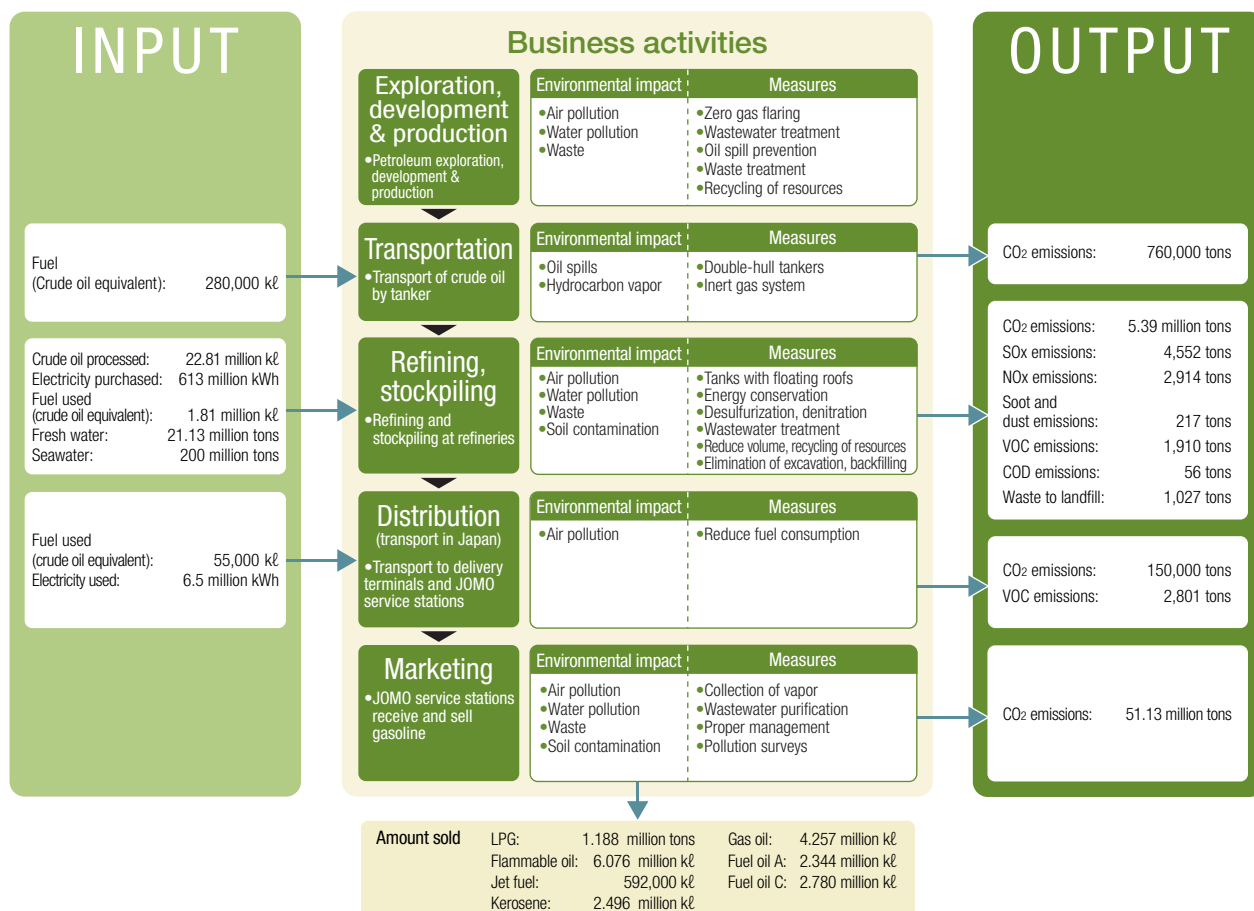 INPUT
Fuel
(Crude oil equivalent): 280,000 kℓ
Crude oil processed: 22.81 million kℓ
Electricity purchased: 613 million kWh
Fuel used
(crude oil equivalent): 1.81 million kℓ
Fresh water: 21.13 million tons
Seawater: 200 million tons
Fuel used
(crude oil equivalent): 55,000 kℓ
Electricity used: 6.5 million kWh
Business activities
Exploration,
development
& production
•Petroleum exploration,
development &
production
Environmental impact Measures
•Air pollution
•Water pollution
•Waste
•Zero gas flaring
•Wastewater treatment
•Oil spill prevention
•Waste treatment
•Recycling of resources
Transportation
•Transport of crude oil
by tanker
Environmental impact Measures
•Oil spills
•Hydrocarbon vapor
•Double-hull tankers
•Inert gas system
Refining,
stockpiling
•Refining and
stockpiling at refineries
Environmental impact Measures
•Air pollution
•Water pollution
•Waste
•Soil contamination
•Tanks with floating roofs
•Energy conservation
•Desulfurization, denitration
•Wastewater treatment
•Reduce volume, recycling of resources
•Elimination of excavation, backfilling
Distribution
(transport in Japan)
•Transport to delivery
terminals and JOMO
service stations
Environmental impact Measures
•Air pollution
•Reduce fuel consumption
Marketing
•JOMO service stations
receive and sell
gasoline
Environmental impact Measures
•Air pollution
•Water pollution
•Waste
•Soil contamination
•Collection of vapor
•Wastewater purification
•Proper management
•Pollution surveys
OUTPUT
CO2 emissions: 760,000 tons
CO2 emissions: 5.39 million tons
SOx emissions: 4,552 tons
NOx emissions: 2,914 tons
Soot and
dust emissions: 217 tons
VOC emissions: 1,910 tons
COD emissions: 56 tons
Waste to landfill: 1,027 tons
CO2 emissions: 150,000 tons
VOC emissions: 2,801 tons
CO2 emissions: 51.13 million tons
Amount sold
LPG: 1.188 million tons
Flammable oil: 6.076 million kℓ
Jet fuel: 592,000 kℓ
Kerosene: 2.496 million kℓ
Gas oil: 4.257 million kℓ
Fuel oil A: 2.344 million kℓ
Fuel oil C: 2.780 million kℓ